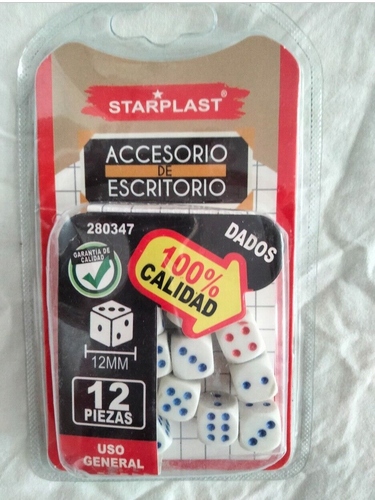 STARPLAST®
ACCESORIO
DE
ESCRITORIO
280347
DADOS
GARANTIA DE
CALIDAD
100%
CALIDAD
12MM
12
PIEZAS
USO
GENERAL